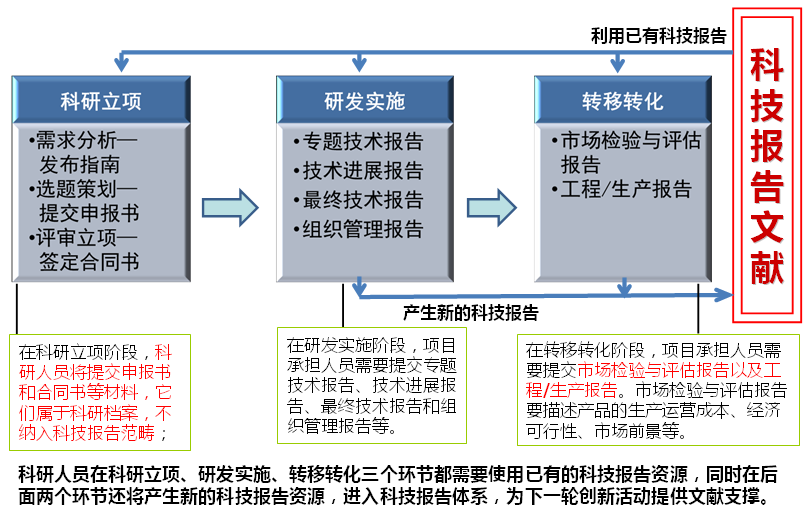 利用已有科技报告
科技报告文献
科研立项
•需求分析—
发布指南
•选题策划—
提交申报书
•评审立项—
签定合同书
研发实施
•专题技术报告
•技术进展报告
•最终技术报告
•组织管理报告
转移转化
•市场检验与评估
报告
•工程/生产报告
产生新的科技报告
在科研立项阶段，科
研人员将提交申报书
和合同书等材料，它
们属于科研档案，不
纳入科技报告范畴；
在研发实施阶段，项目
承担人员需要提交专题
技术报告、技术进展报
告、最终技术报告和组
织管理报告等。
在转移转化阶段，项目承担人员需
要提交市场检验与评估报告以及工
程/生产报告。市场检验与评估报告
要描述产品的生产运营成本、经济
可行性、市场前景等。
科研人员在科研立项、研发实施、转移转化三个环节都需要使用已有的科技报告资源，同时在后
面两个环节还将产生新的科技报告资源，进入科技报告体系，为下一轮创新活动提供文献支撑。